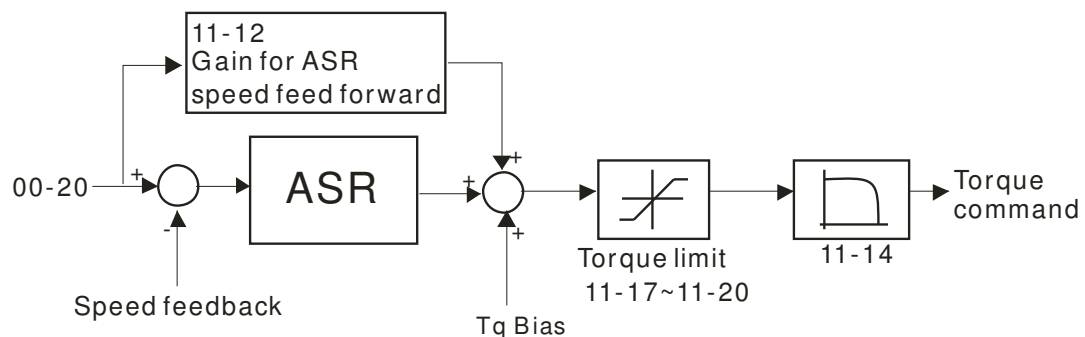 11-12
Gain for ASR
speed feed forward
+
+
00-20
+
ASR
+
-
+
Torque
command
Torque limit
11-17~11-20
11-14
Speed feedback
Tq Bias